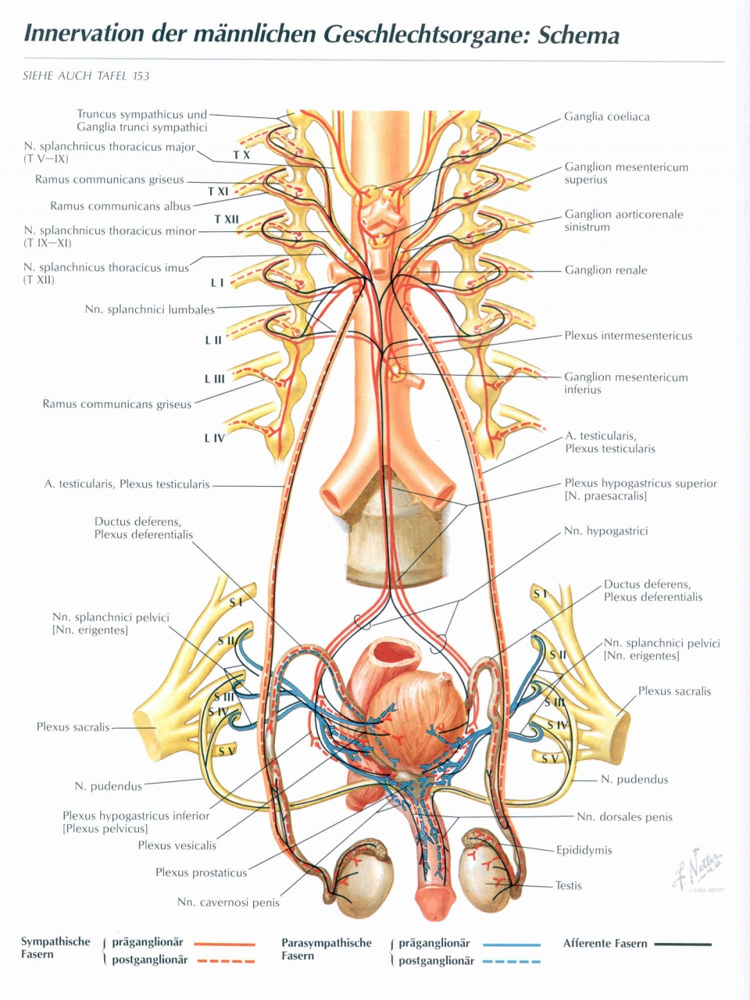 Innervation der männlichen Geschlechtsorgane: Schema
SIEHE AUCH TAFEL 153
Truncus sympathicus und
Ganglia trunci sympathici
N. splanchnicus thoracicus major
(T V–IX)
Ramus communicans griseus
Ramus communicans albus
N. splanchnicus thoracicus minor
(T IX–XI)
N. splanchnicus thoracicus imus
(T XII)
Nn. splanchnici lumbales
Ramus communicans griseus
A. testicularis, Plexus testicularis
Ductus deferens,
Plexus deferentialis
Nn. splanchnici pelvici
[Nn. erigentes]
Plexus sacralis
N. pudendus
Plexus hypogastricus inferior
[Plexus pelvicus]
Plexus vesicalis
Plexus prostaticus
Nn. cavernosi penis
T X
T XI
T XII
L I
L II
L III
L IV
S I
S II
S III
S IV
S V
Ganglia coeliaca
Ganglion mesentericum
superius
Ganglion aorticorenale
sinistrum
Ganglion renale
Plexus intermesentericus
Ganglion mesentericum
inferius
A. testicularis,
Plexus testicularis
Plexus hypogastricus superior
[N. praesacralis]
Nn. hypogastrici
Ductus deferens,
Plexus deferentialis
Nn. splanchnici pelvici
[Nn. erigentes]
Plexus sacralis
S I
S II
S III
S IV
S V
N. pudendus
Nn. dorsales penis
Epididymis
Testis
F. Netter
M.D.
© CIBA-GEIGY
Sympathische
Fasern
präganglionär
postganglionär
Parasympathische
Fasern
präganglionär
postganglionär
Afferente Fasern